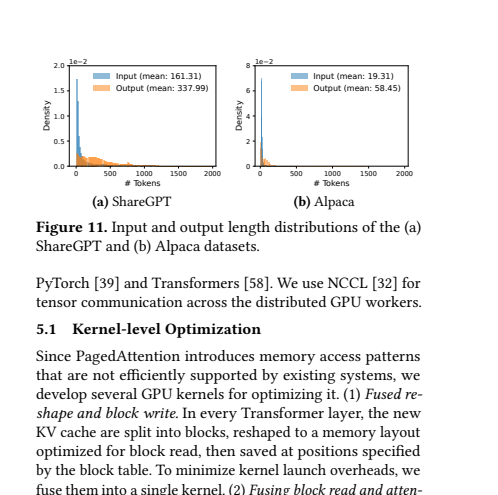 1e-2
Input (mean: 161.31)
Output (mean: 337.99)
Density
2.0
1.5
1.0
0.5
0.0
0 500 1000 1500 2000
# Tokens
(a) ShareGPT
1e-2
Input (mean: 19.31)
Output (mean: 58.45)
Density
8
6
4
2
0
0 500 1000 1500 2000
# Tokens
(b) Alpaca
Figure 11. Input and output length distributions of the (a)
ShareGPT and (b) Alpaca datasets.
PyTorch [39] and Transformers [58]. We use NCCL [32] for
tensor communication across the distributed GPU workers.
5.1 Kernel-level Optimization
Since PagedAttention introduces memory access patterns
that are not efficiently supported by existing systems, we
develop several GPU kernels for optimizing it. (1) Fused re-
shape and block write. In every Transformer layer, the new
KV cache are split into blocks, reshaped to a memory layout
optimized for block read, then saved at positions specified
by the block table. To minimize kernel launch overheads, we
fuse them into a single kernel. (2) Fusing block read and atten-